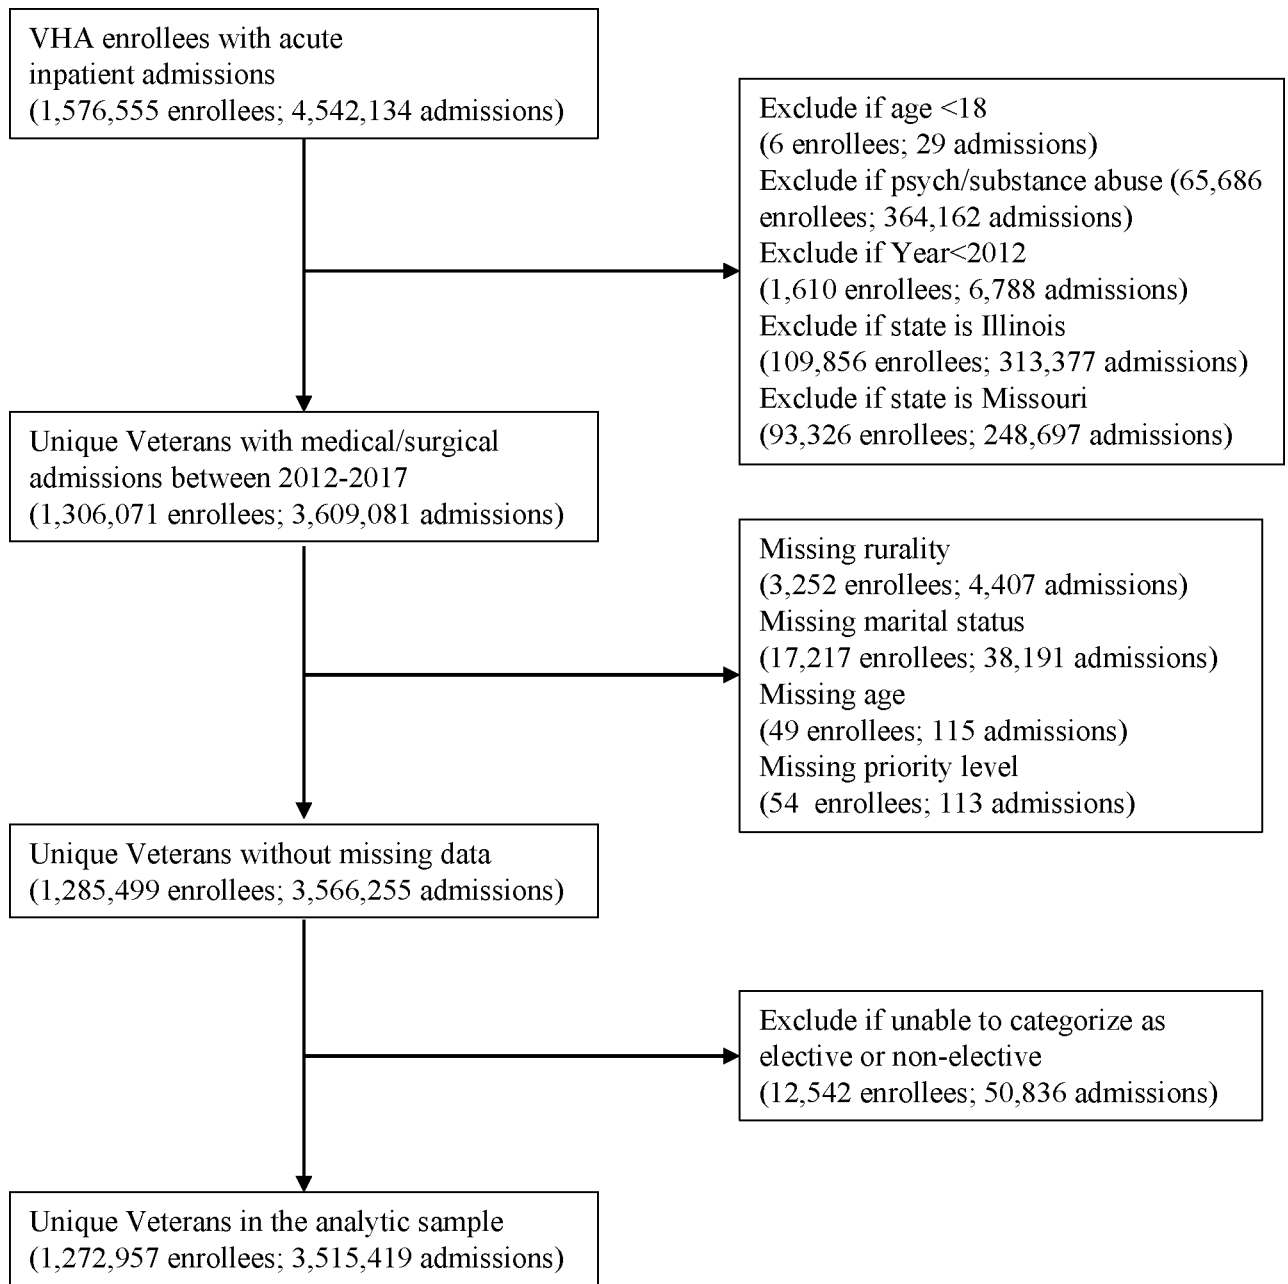 VHA enrollees with acute
inpatient admissions
(1,576,555 enrollees; 4,542,134 admissions)
Exclude if age <18
(6 enrollees; 29 admissions)
Exclude if psych/substance abuse (65,686
enrollees; 364,162 admissions)
Exclude if Year<2012
(1,610 enrollees; 6,788 admissions)
Exclude if state is Illinois
(109,856 enrollees; 313,377 admissions)
Exclude if state is Missouri
(93,326 enrollees; 248,697 admissions)
Unique Veterans with medical/surgical
admissions between 2012-2017
(1,306,071 enrollees; 3,609,081 admissions)
Missing rurality
(3,252 enrollees; 4,407 admissions)
Missing marital status
(17,217 enrollees; 38,191 admissions)
Missing age
(49 enrollees; 115 admissions)
Missing priority level
(54  enrollees; 113 admissions)
Unique Veterans without missing data
(1,285,499 enrollees; 3,566,255 admissions)
Exclude if unable to categorize as
elective or non-elective
(12,542 enrollees; 50,836 admissions)
Unique Veterans in the analytic sample
(1,272,957 enrollees; 3,515,419 admissions)